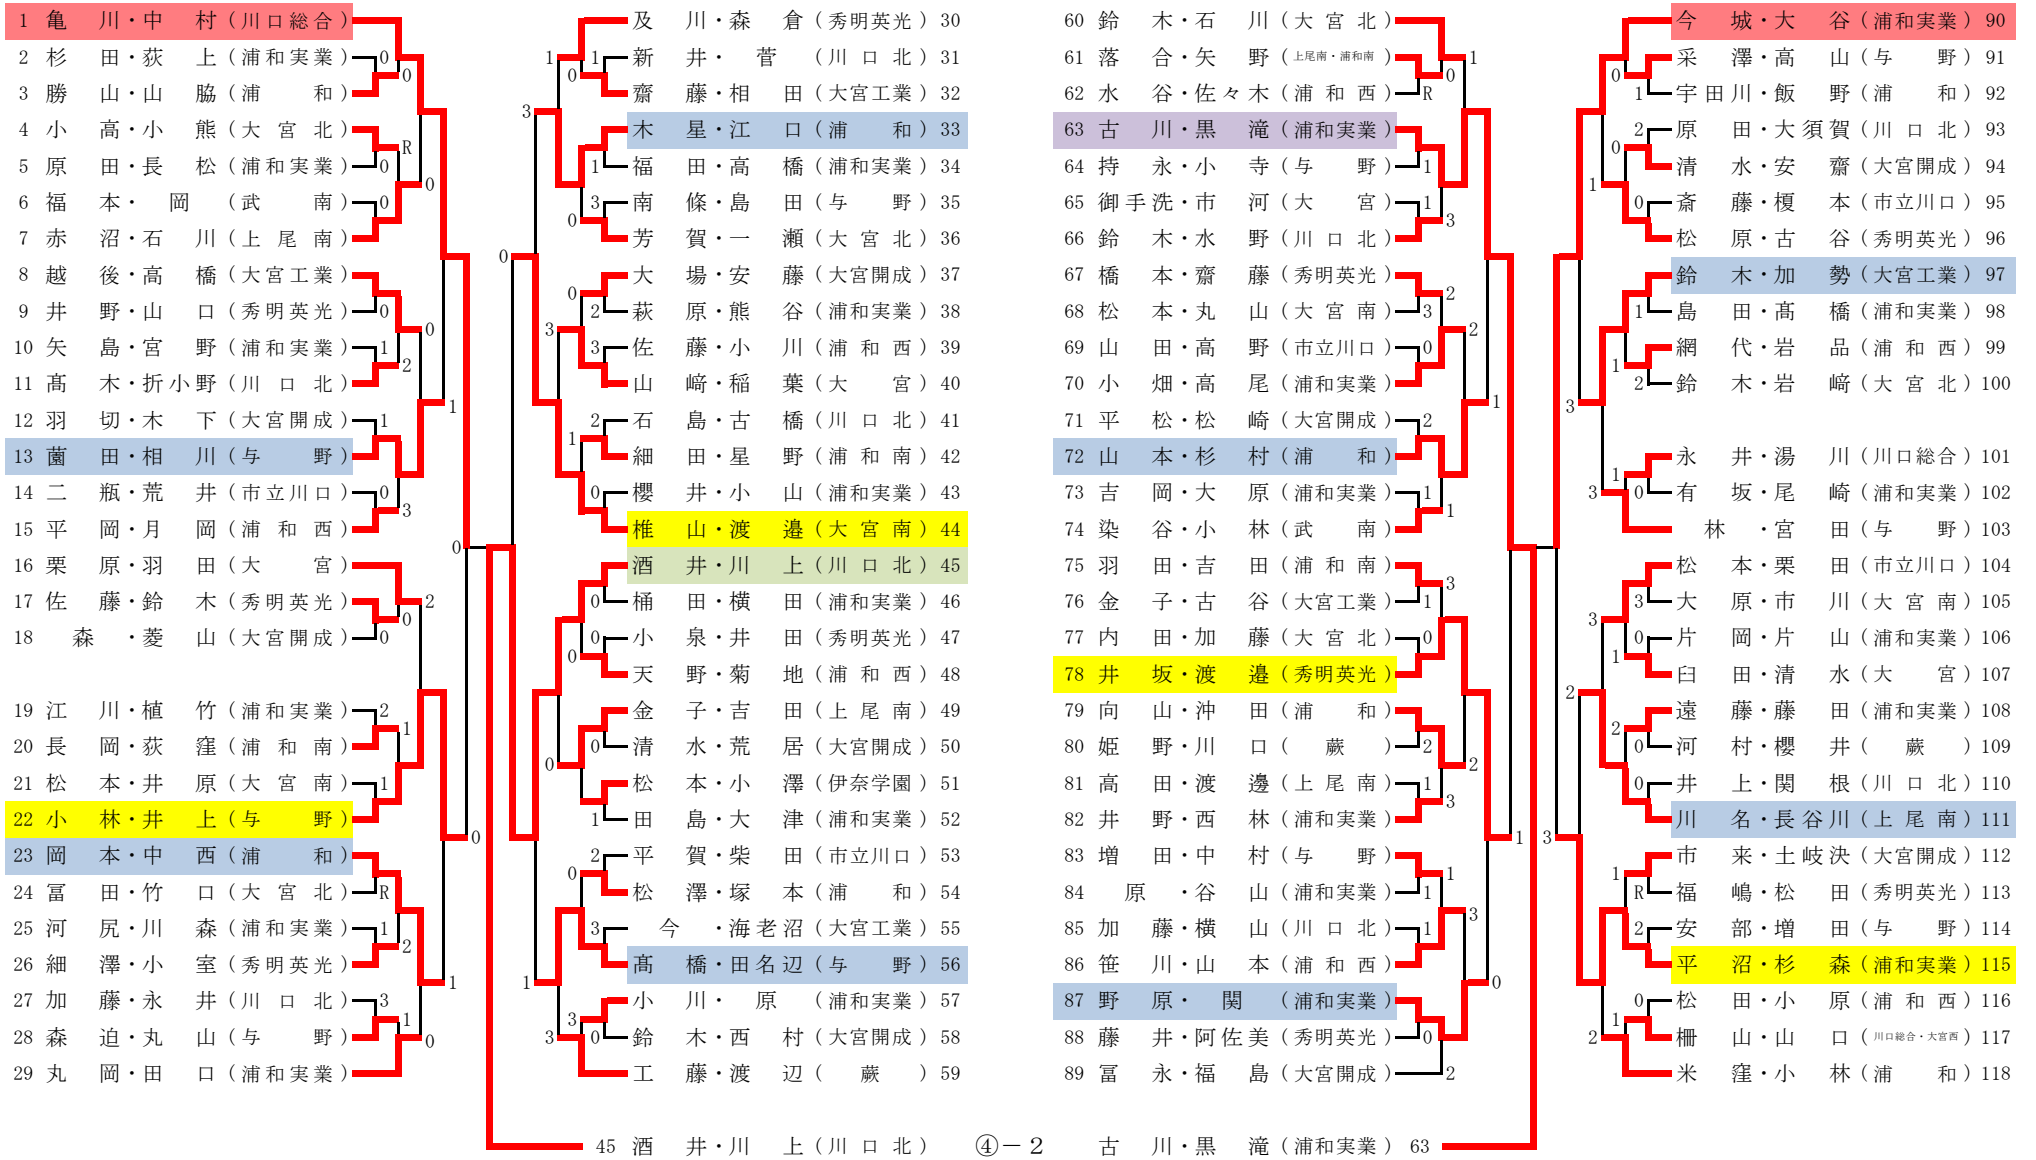 1 亀川・中村(川口総合)
2 杉田・荻上(浦和実業)
3 勝山・山脇(浦和)
4 小高・小熊(大宮北)
5 原田・長松(浦和実業)
6 福本・岡(武南)
7 赤沼・石川(上尾南)
8 越後・高橋(大宮工業)
9 井野・山口(秀明英光)
10 矢島・宮野(浦和実業)
11 髙木・折小野(川口北)
12 羽切・木下(大宮開成)
13 薗田・相川(与野)
14 二瓶・荒井(市立川口)
15 平岡・月岡(浦和西)
16 栗原・羽田(大宮)
17 佐藤・鈴木(秀明英光)
18 森・菱山(大宮開成)
19 江川・植竹(浦和実業)
20 長岡・荻窪(浦和南)
21 松本・井原(大宮南)
22 小林・井上(与野)
23 岡本・中西(浦和)
24 冨田・竹口(大宮北)
25 河尻・川森(浦和実業)
26 細澤・小室(秀明英光)
27 加藤・永井(川口北)
28 森迫・丸山(与野)
29 丸岡・田口(浦和実業)
及川・森倉(秀明英光) 30
新井・菅(川口北) 31
齋藤・相田(大宮工業) 32
木星・江口(浦和) 33
福田・高橋(浦和実業) 34
南條・島田(与野) 35
芳賀・一瀬(大宮北) 36
大場・安藤(大宮開成) 37
萩原・熊谷(浦和実業) 38
佐藤・小川(浦和西) 39
山﨑・稲葉(大宮) 40
石島・古橋(川口北) 41
細田・星野(浦和南) 42
櫻井・小山(浦和実業) 43
椎山・渡邉(大宮南) 44
酒井・川上(川口北) 45
桶田・横田(浦和実業) 46
小泉・井田(秀明英光) 47
天野・菊地(浦和西) 48
金子・吉田(上尾南) 49
清水・荒居(大宮開成) 50
松本・小澤(伊奈学園) 51
田島・大津(浦和実業) 52
平賀・柴田(市立川口) 53
松澤・塚本(浦和) 54
今・海老沼(大宮工業) 55
髙橋・田名辺(与野) 56
小川・原(浦和実業) 57
鈴木・西村(大宮開成) 58
工藤・渡辺(蕨) 59
60 鈴木・石川(大宮北)
61 落合・矢野(上尾南・浦和南)
62 水谷・佐々木(浦和西)
63 古川・黒滝(浦和実業)
64 持永・小寺(与野)
65 御手洗・市河(大宮)
66 鈴木・水野(川口北)
67 橋本・齋藤(秀明英光)
68 松本・丸山(大宮南)
69 山田・高野(市立川口)
70 小畑・高尾(浦和実業)
71 平松・松崎(大宮開成)
72 山本・杉村(浦和)
73 吉岡・大原(浦和実業)
74 染谷・小林(武南)
75 羽田・吉田(浦和南)
76 金子・古谷(大宮工業)
77 内田・加藤(大宮北)
78 井坂・渡邉(秀明英光)
79 向山・沖田(浦和)
80 姫野・川口(蕨)
81 高田・渡邊(上尾南)
82 井野・西林(浦和実業)
83 増田・中村(与野)
84 原・谷山(浦和実業)
85 加藤・横山(川口北)
86 笹川・山本(浦和西)
87 野原・関(浦和実業)
88 藤井・阿佐美(秀明英光)
89 冨永・福島(大宮開成)
今城・大谷(浦和実業) 90
采澤・高山(与野) 91
宇田川・飯野(浦和) 92
原田・大須賀(川口北) 93
清水・安齋(大宮開成) 94
斎藤・榎本(市立川口) 95
松原・古谷(秀明英光) 96
鈴木・加勢(大宮工業) 97
島田・髙橋(浦和実業) 98
網代・岩品(浦和西) 99
鈴木・岩﨑(大宮北) 100
永井・湯川(川口総合) 101
有坂・尾崎(浦和実業) 102
林・宮田(与野) 103
松本・栗田(市立川口) 104
大原・市川(大宮南) 105
片岡・片山(浦和実業) 106
臼田・清水(大宮) 107
遠藤・藤田(浦和実業) 108
河村・櫻井(蕨) 109
井上・関根(川口北) 110
川名・長谷川(上尾南) 111
市来・土岐決(大宮開成) 112
福嶋・松田(秀明英光) 113
安部・増田(与野) 114
平沼・杉森(浦和実業) 115
松田・小原(浦和西) 116
柵山・山口(川口総合・大宮西) 117
米窪・小林(浦和) 118
45 酒井・川上(川口北) ④－2 古川・黒滝(浦和実業) 63